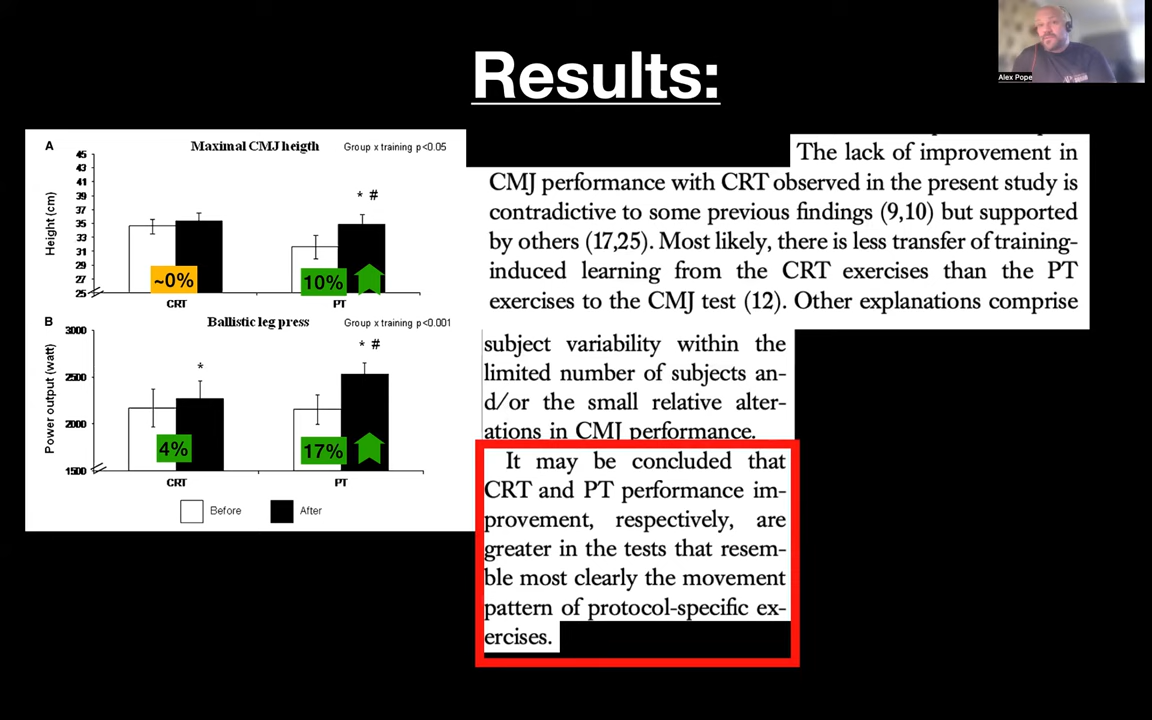 Alex Pope
Results:
A
Maximal CMJ heigth
Group x training p<0.05
Height (cm)
45
43
41
39
37
35
33
31
29
27
25
* #
~0%
10%
CRT
PT
B
Ballistic leg press
Group x training p<0.001
Power output (watt)
3000
2500
2000
1500
*
* #
4%
17%
CRT
PT
Before
After
The lack of improvement in
CMJ performance with CRT observed in the present study is
contradictive to some previous findings (9,10) but supported
by others (17,25). Most likely, there is less transfer of training-
induced learning from the CRT exercises than the PT
exercises to the CMJ test (12). Other explanations comprise
subject variability within the
limited number of subjects an-
d/or the small relative alter-
ations in CMJ performance.
It may be concluded that
CRT and PT performance im-
provement, respectively, are
greater in the tests that resem-
ble most clearly the movement
pattern of protocol-specific ex-
ercises.